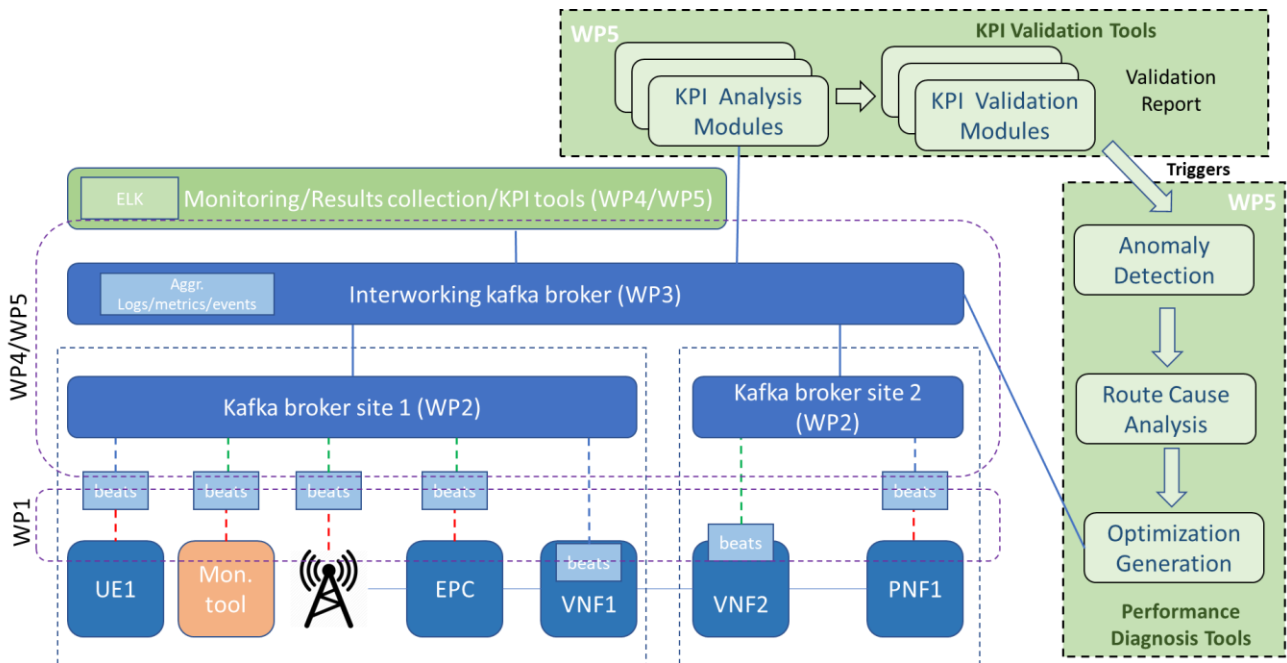 WP5
KPI Validation Tools
KPI Analysis
Modules
KPI Validation
Modules
Validation
Report
Triggers
ELK
Monitoring/Results collection/KPI tools (WP4/WP5)
WP5
Anomaly
Detection
Aggr.
Logs/metrics/events
Interworking kafka broker (WP3)
WP4/WP5
Kafka broker site 1 (WP2)
Kafka broker site 2
(WP2)
Route Cause
Analysis
beats
beats
beats
beats
beats
WP1
beats
beats
Optimization
Generation
UE1
Mon.
tool
EPC
VNF1
VNF2
PNF1
Performance
Diagnosis Tools